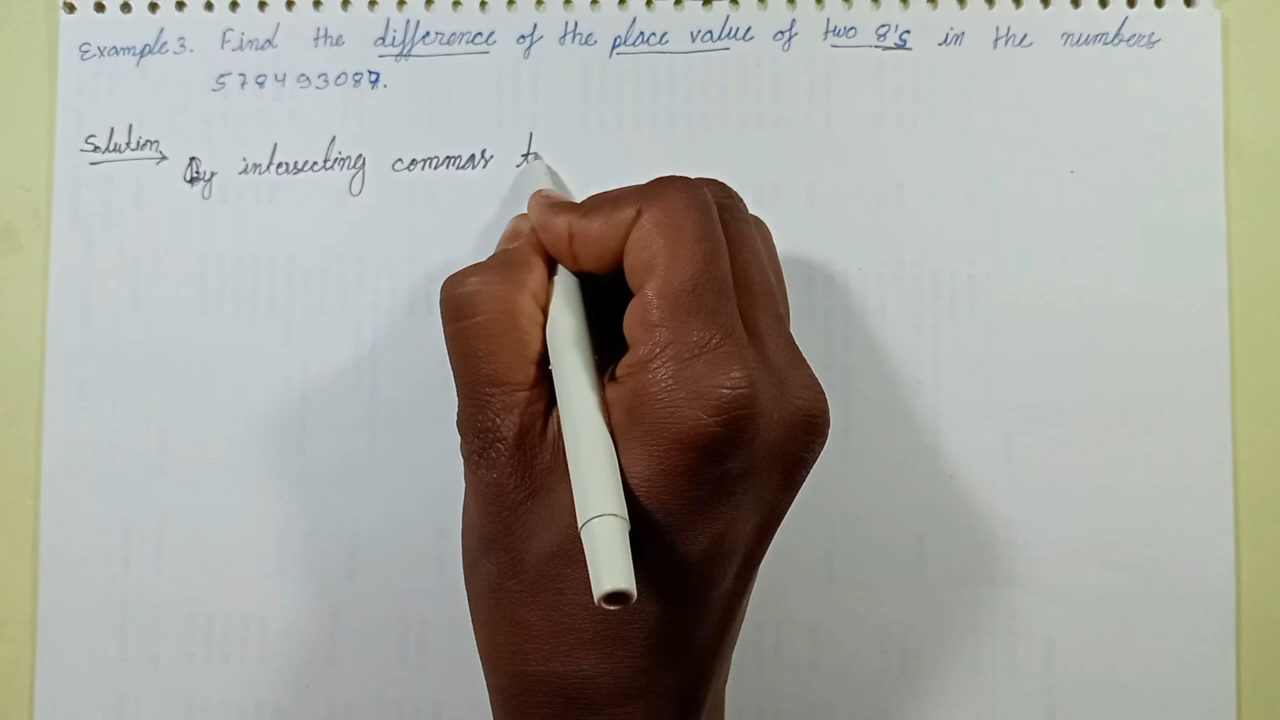 Example 3. Find the difference of the place value of two 8's in the numbers
578493087.
Solution
By intersecting commas t